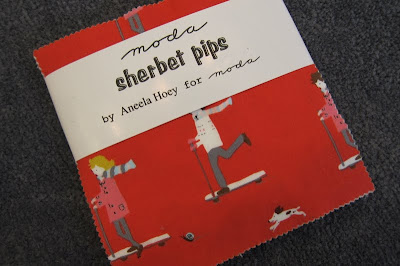 moda
sherbet pips
by Aneela Hoey for moda